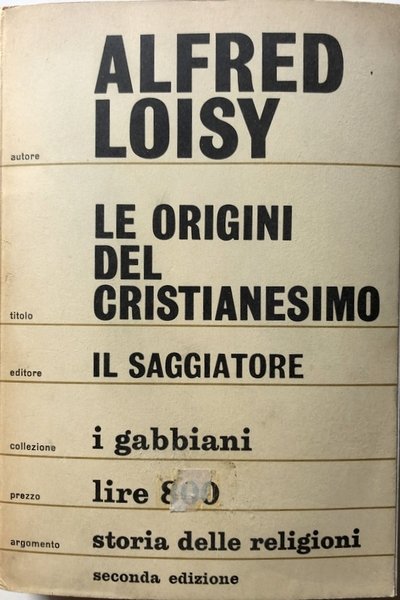 ALFRED
autore LOISY
LE ORIGINI
DEL
titolo CRISTIANESIMO
editore IL SAGGIATORE
collezione i gabbiani
prezzo lire 800
argomento storia delle religioni
seconda edizione